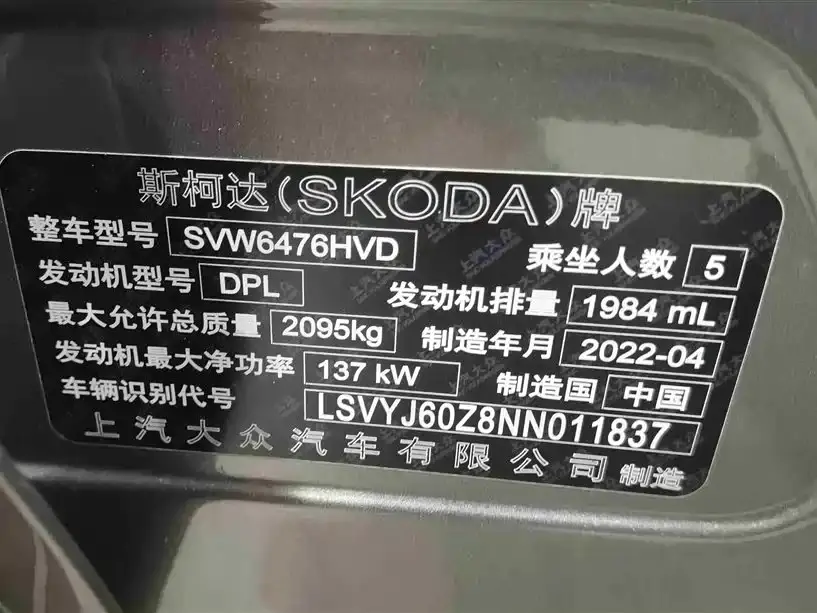 斯柯达(SKODA)牌
整车型号 SVW6476HVD 乘坐人数 5
发动机型号 DPL 发动机排量 1984 mL
最大允许总质量 2095kg 制造年月 2022-04
发动机最大净功率 137 kW 制造国 中国
车辆识别代号 LSVYJ60Z8NN011837
上汽大众汽车有限公司 制造